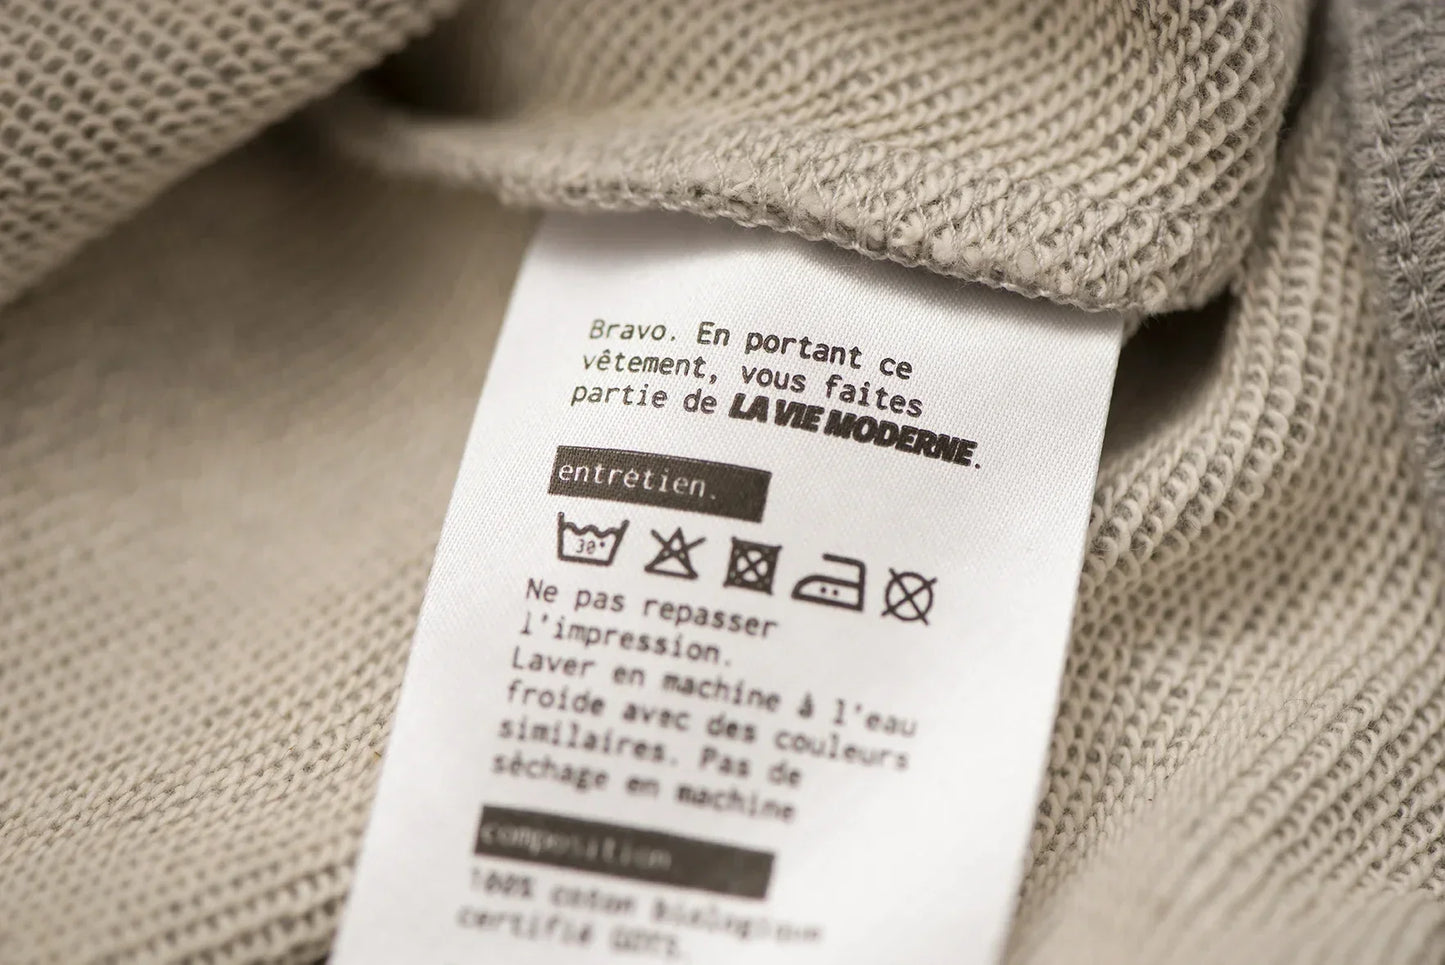 Bravo. En portant ce
vêtement, vous faites
partie de LA VIE MODERNE.
entretien.
30°
Ne pas repasser
l'impression.
Laver en machine à l'eau
froide avec des couleurs
similaires. Pas de
séchage en machine
composition.
100% coton biologique
certifié GOTS.